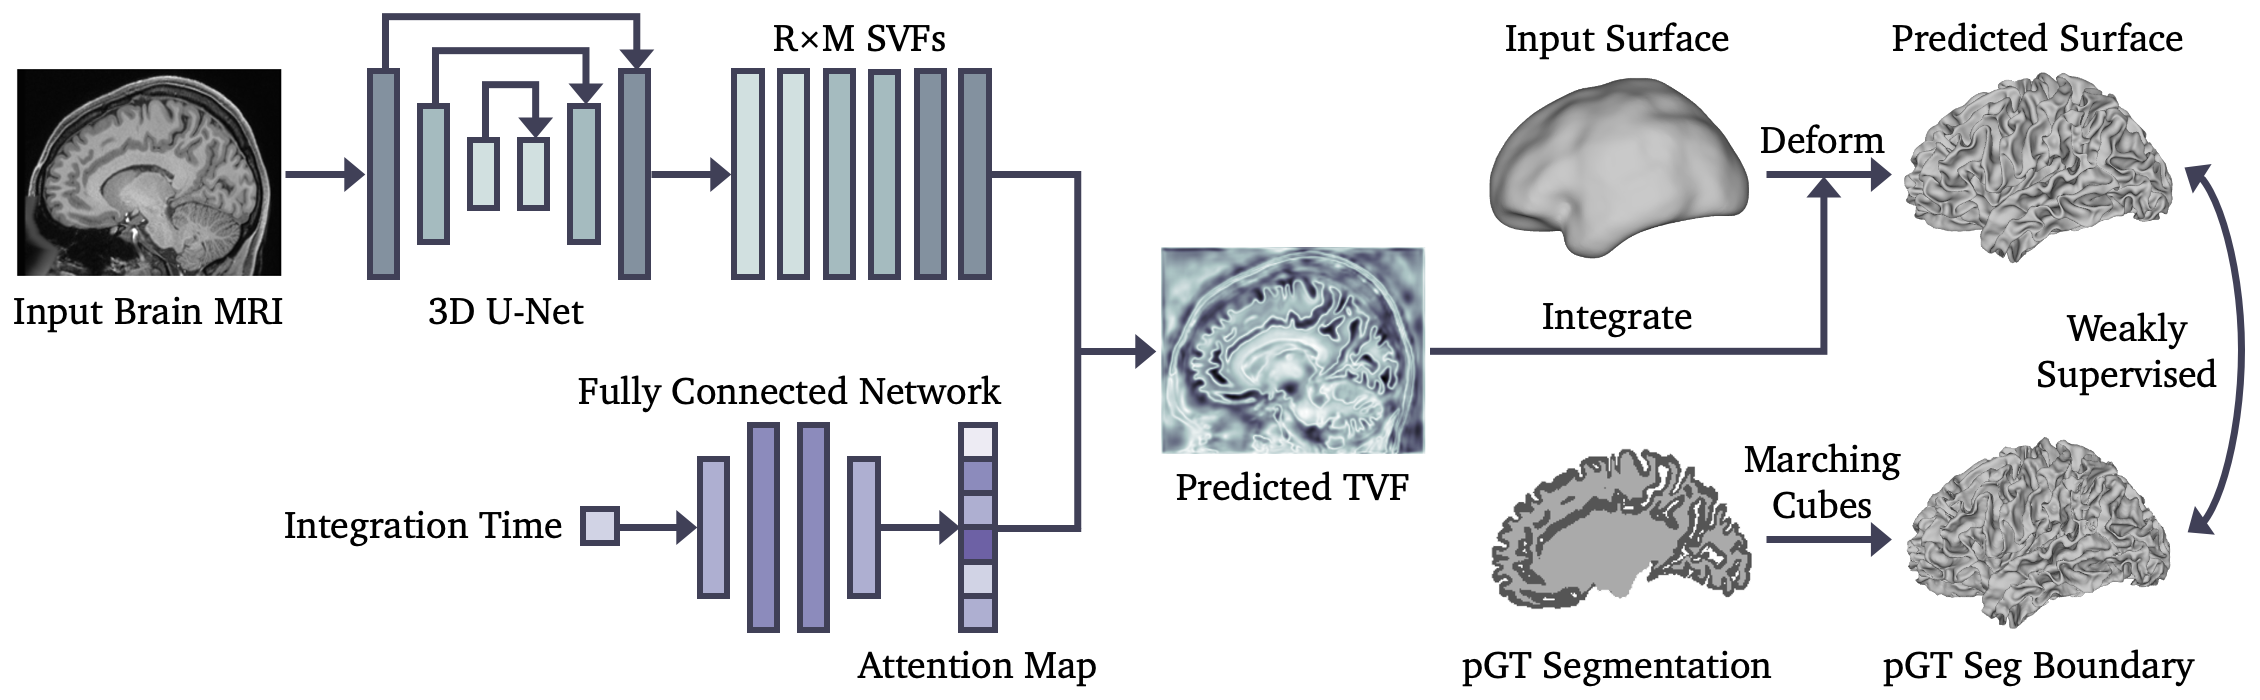 R×M SVFs
Input Surface
Predicted Surface
Deform
Input Brain MRI
3D U-Net
Integrate
Weakly
Supervised
Fully Connected Network
Predicted TVF
Marching
Cubes
Integration Time
Attention Map
pGT Segmentation
pGT Seg Boundary